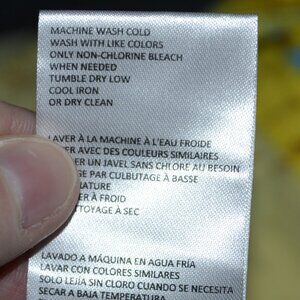 MACHINE WASH COLD
WASH WITH LIKE COLORS
ONLY NON-CHLORINE BLEACH
WHEN NEEDED
TUMBLE DRY LOW
COOL IRON
OR DRY CLEAN
LAVER À LA MACHINE À L'EAU FROIDE
AVEC DES COULEURS SIMILAIRES
UN JAVEL SANS CHLORE AU BESOIN
PAR CULBUTAGE À BASSE
À FROID
À SEC
LAVADO A MÁQUINA EN AGUA FRÍA
LAVAR CON COLORES SIMILARES
SOLO LEJIA SIN CLORO CUANDO SE NECESITA
SECAR A BAJA TEMPERATURA